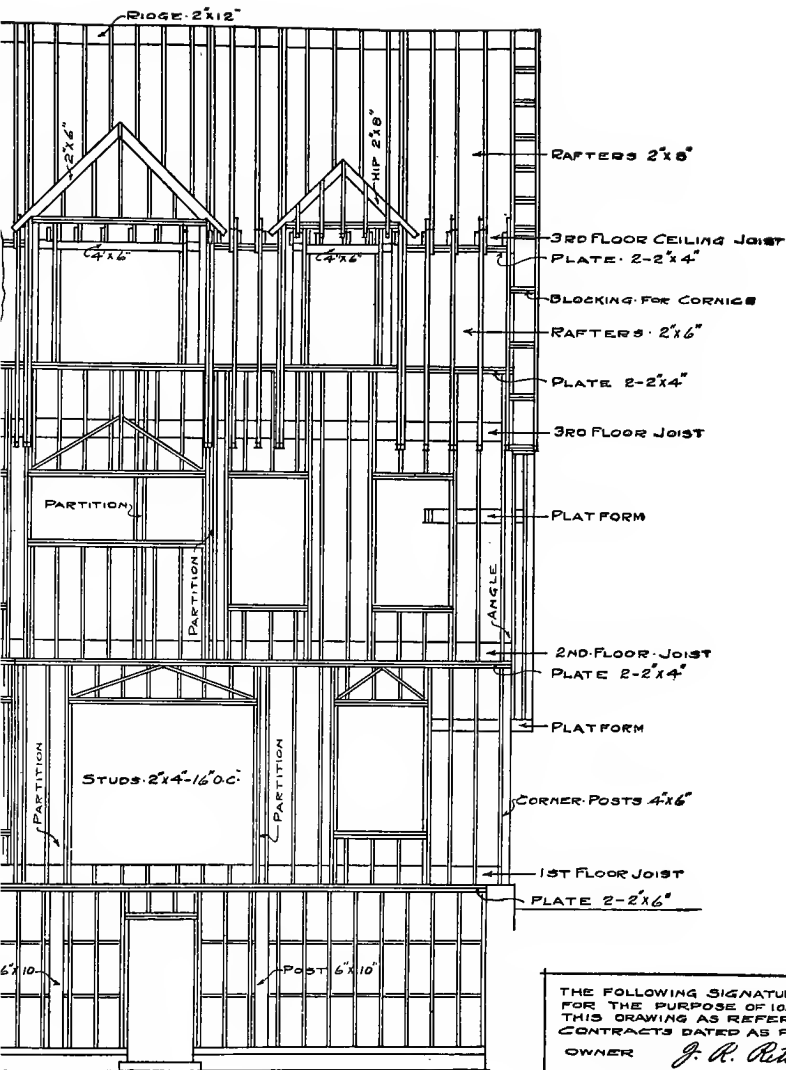 RIDGE·2"X12"
2"X6"
HIP 2"X8"
RAFTERS 2"X8"
3RD FLOOR CEILING JOIST
PLATE· 2-2"X4"
4"X6"
4"X6"
BLOCKING·FOR CORNICE
RAFTERS· 2"X6"
PLATE 2-2"X4"
3RD FLOOR JOIST
PARTITION
PARTITION
PLATFORM
ANGLE
2ND·FLOOR·JOIST
PLATE 2-2"X4"
PLATFORM
PARTITION
STUDS·2"X4"-16"O.C.
PARTITION
CORNER·POSTS 4"X6"
1ST FLOOR JOIST
PLATE 2-2"X6"
6"X10
POST 6"X10"
THE FOLLOWING SIGNATU
FOR THE PURPOSE OF
THIS DRAWING AS REFER
CONTRACTS DATED AS
OWNER J. R.